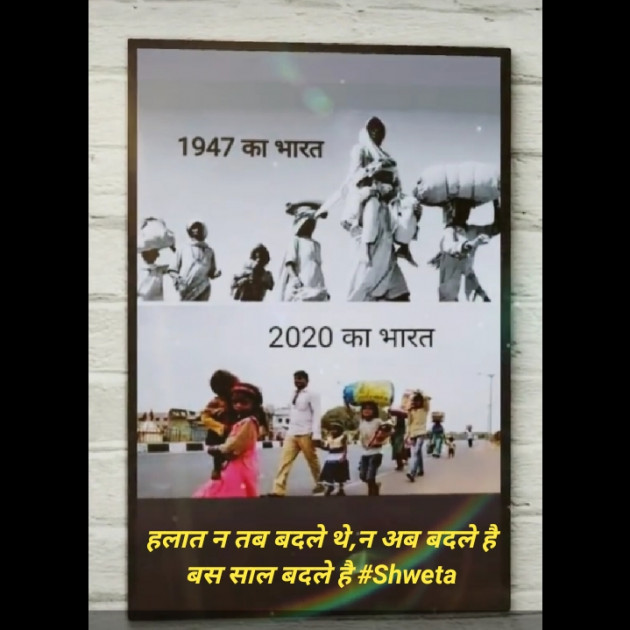 1947 का भारत
2020 का भारत
हलात न तब बदले थे,न अब बदले है
बस साल बदले है #Shweta